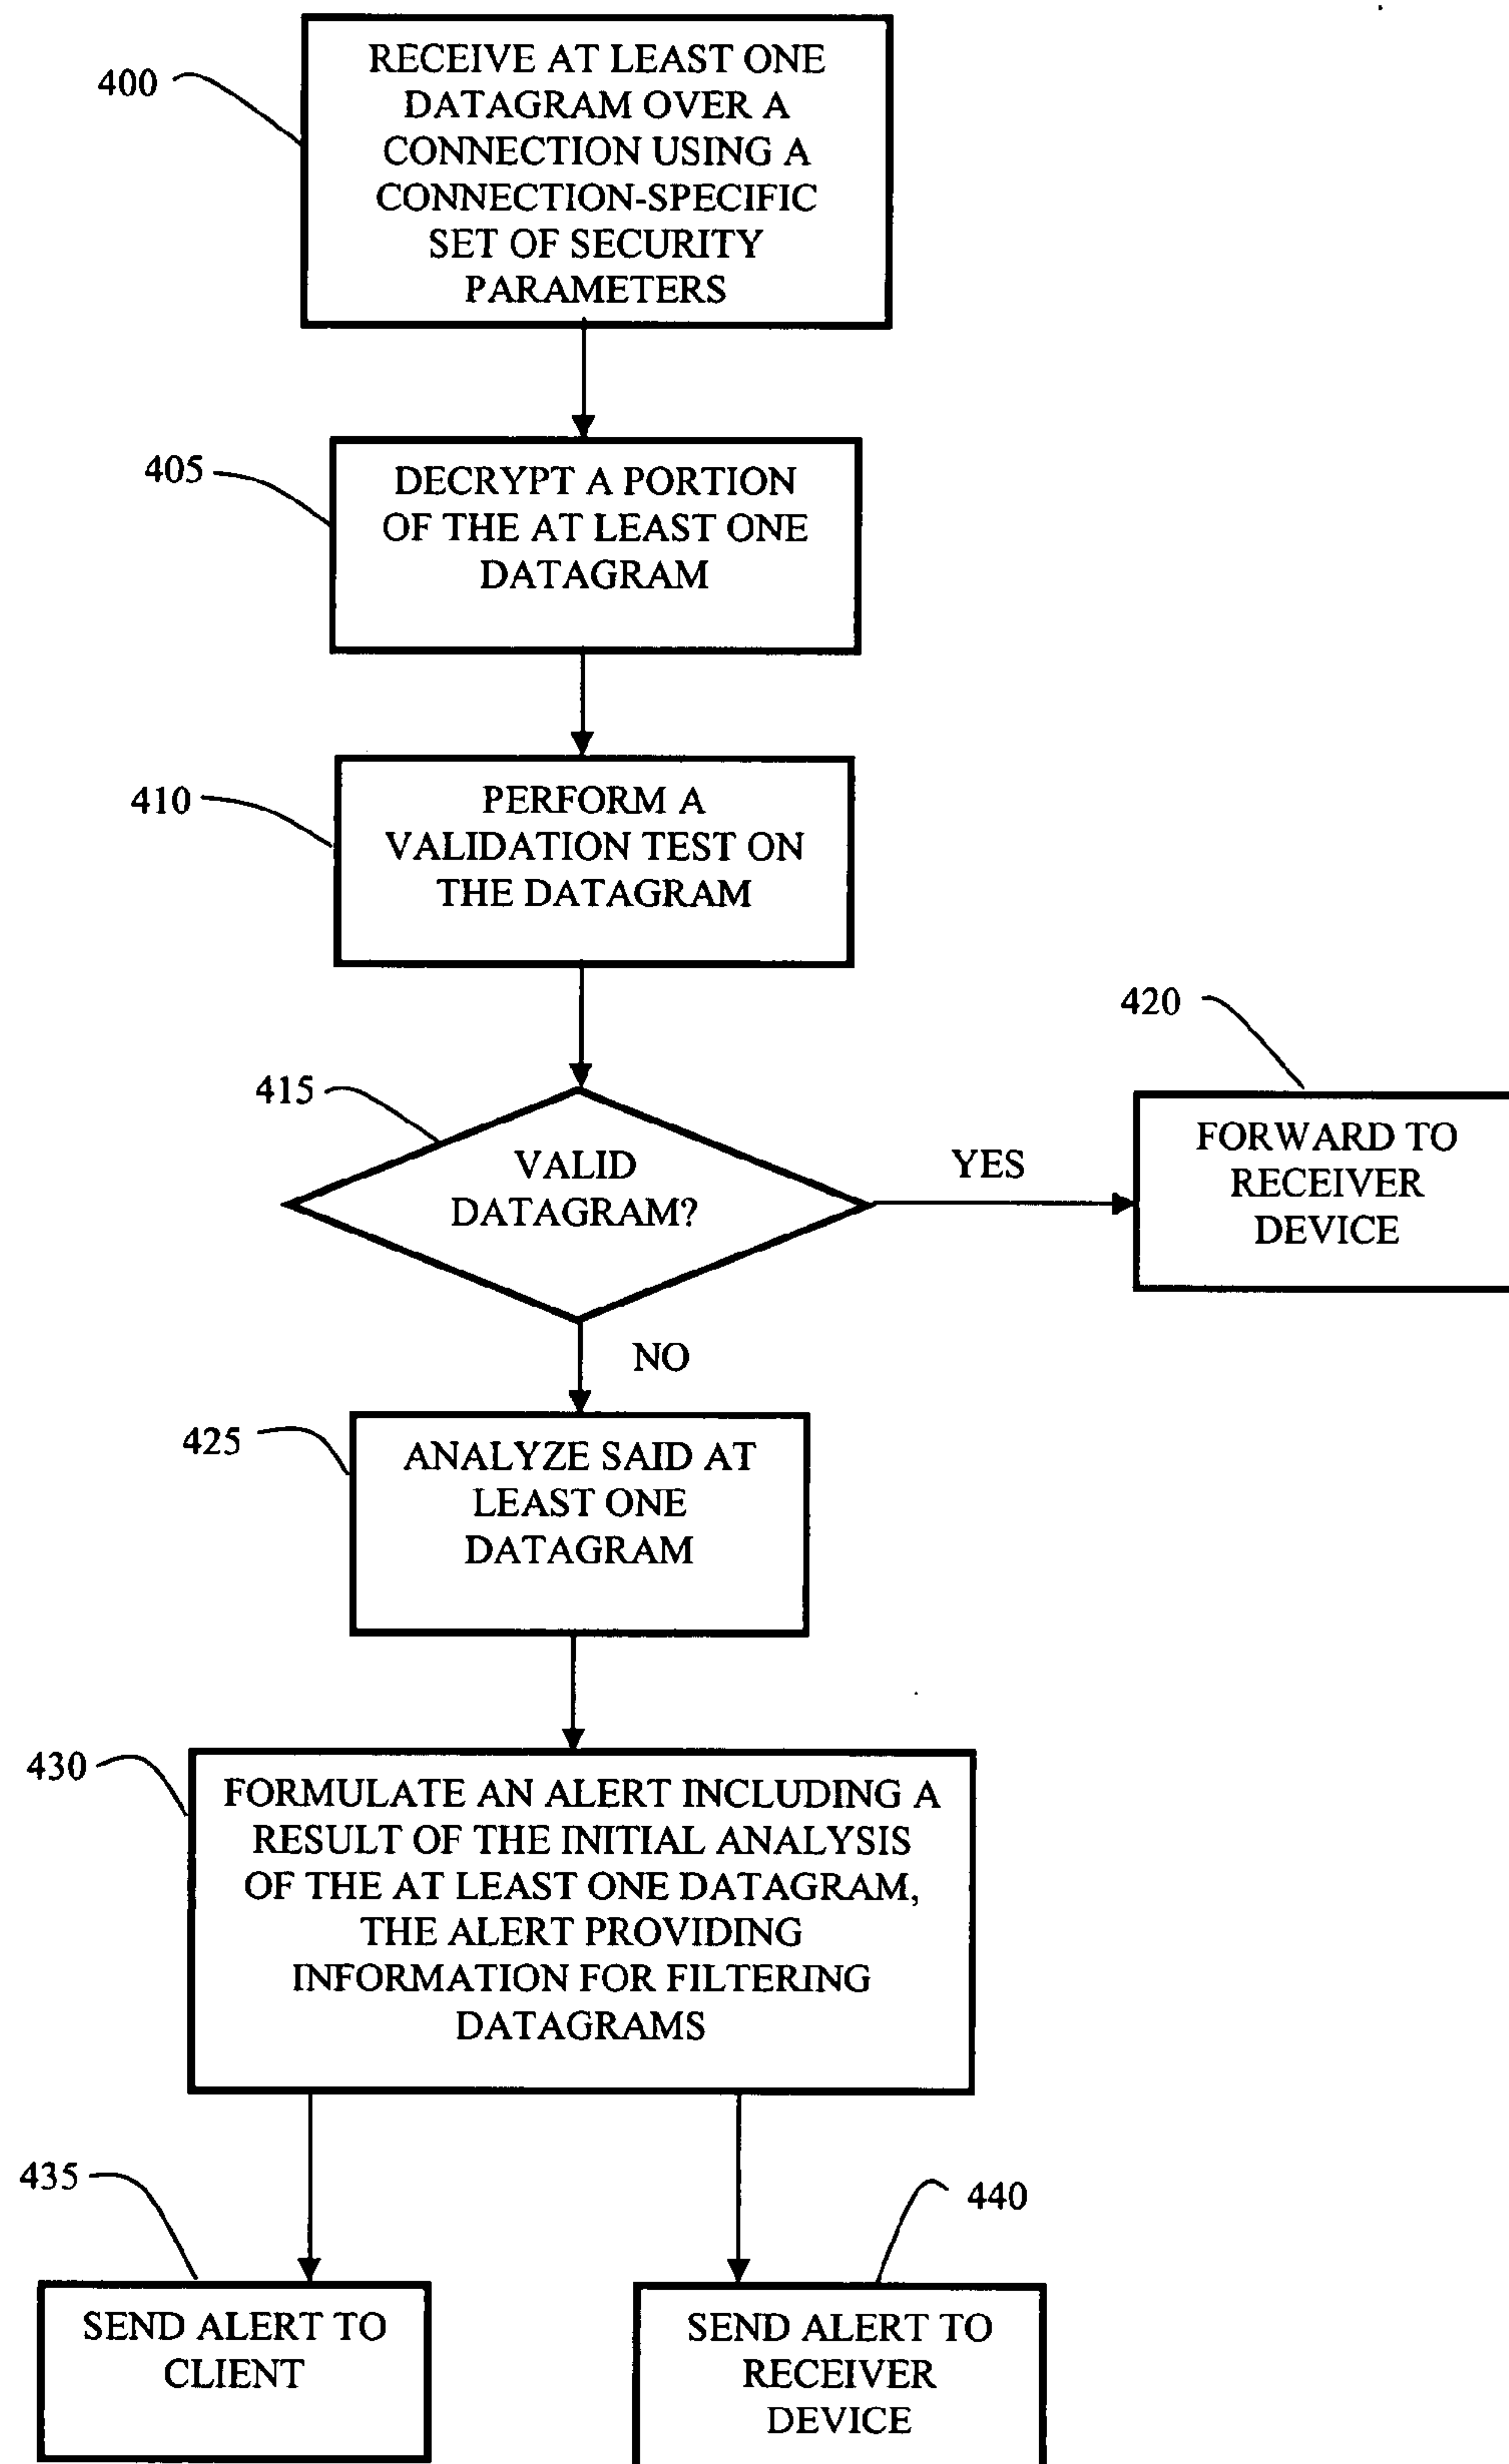 400
RECEIVE AT LEAST ONE
DATAGRAM OVER A
CONNECTION USING A
CONNECTION-SPECIFIC
SET OF SECURITY
PARAMETERS
405
DECRYPT A PORTION
OF THE AT LEAST ONE
DATAGRAM
410
PERFORM A
VALIDATION TEST ON
THE DATAGRAM
415
VALID
DATAGRAM?
YES
420
FORWARD TO
RECEIVER
DEVICE
NO
425
ANALYZE SAID AT
LEAST ONE
DATAGRAM
430
FORMULATE AN ALERT INCLUDING A
RESULT OF THE INITIAL ANALYSIS
OF THE AT LEAST ONE DATAGRAM,
THE ALERT PROVIDING
INFORMATION FOR FILTERING
DATAGRAMS
435
SEND ALERT TO
CLIENT
440
SEND ALERT TO
RECEIVER
DEVICE